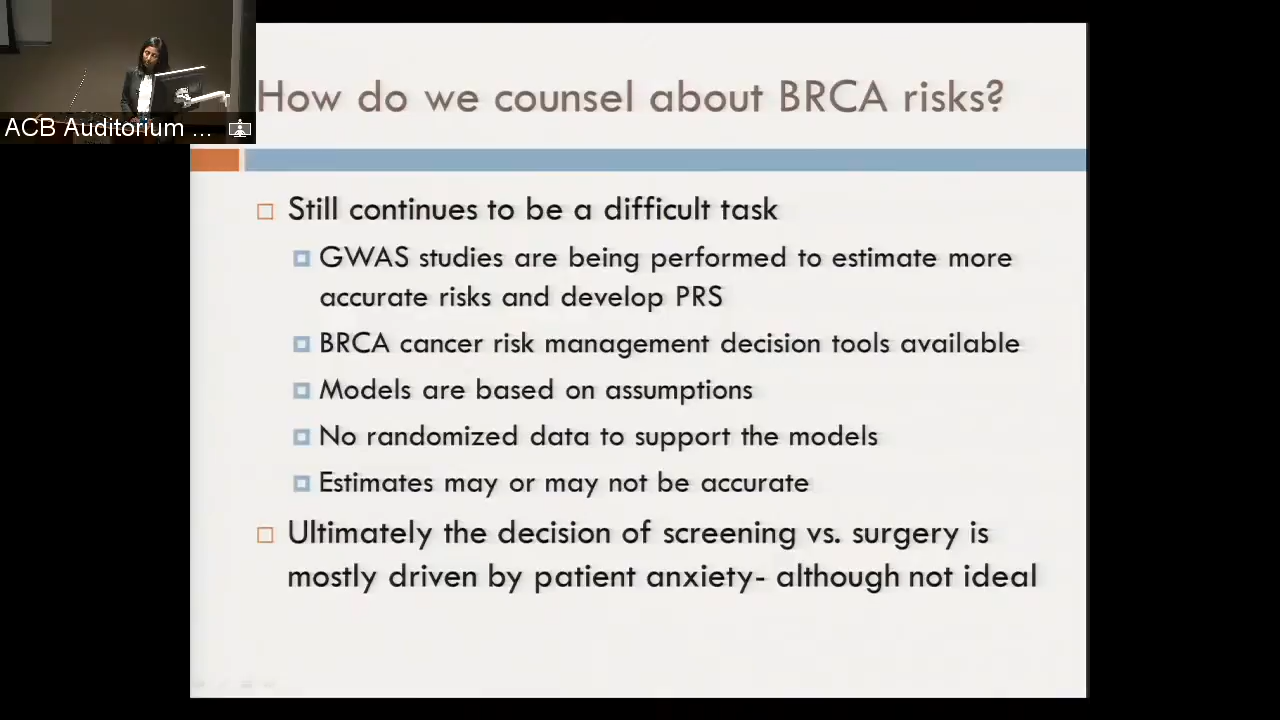 How do we counsel about BRCA risks?
ACB Auditorium ...
Still continues to be a difficult task
GWAS studies are being performed to estimate more
accurate risks and develop PRS
BRCA cancer risk management decision tools available
Models are based on assumptions
No randomized data to support the models
Estimates may or may not be accurate
Ultimately the decision of screening vs. surgery is
mostly driven by patient anxiety- although not ideal